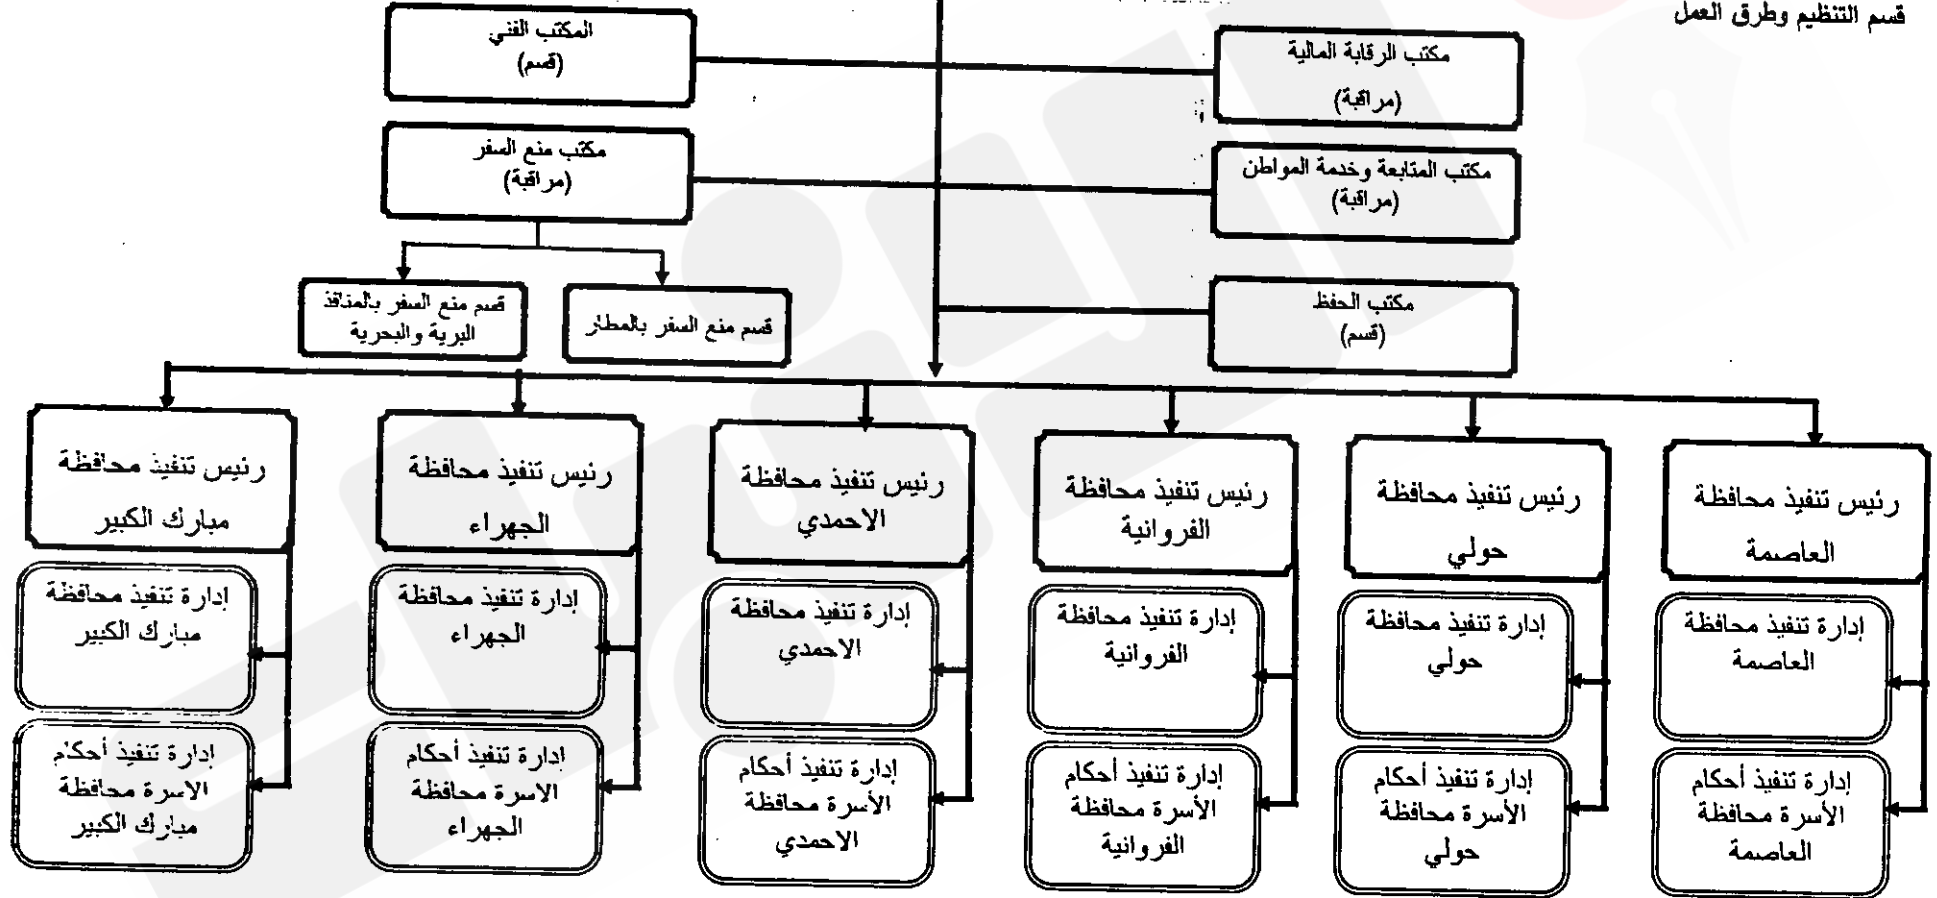 قسم التنظيم وطرق العمل
مكتب الرقابة المالية
(مراقبة)
المكتب الفني
(قسم)
مكتب المتابعة وخدمة المواطن
(مراقبة)
مكتب منع السفر
(مراقبة)
مكتب الحفظ
(قسم)
قسم منع السفر بالمطار
قسم منع السفر بالمنافذ
البرية والبحرية
رئيس تنفيذ محافظة
العاصمة
رئيس تنفيذ محافظة
حولي
رئيس تنفيذ محافظة
الفروانية
رئيس تنفيذ محافظة
الاحمدي
رئيس تنفيذ محافظة
الجهراء
رئيس تنفيذ محافظة
مبارك الكبير
إدارة تنفيذ محافظة
العاصمة
إدارة تنفيذ محافظة
حولي
إدارة تنفيذ محافظة
الفروانية
إدارة تنفيذ محافظة
الاحمدي
إدارة تنفيذ محافظة
الجهراء
إدارة تنفيذ محافظة
مبارك الكبير
إدارة تنفيذ أحكام
الأسرة محافظة
العاصمة
إدارة تنفيذ أحكام
الأسرة محافظة
حولي
إدارة تنفيذ أحكام
الأسرة محافظة
الفروانية
إدارة تنفيذ أحكام
الأسرة محافظة
الاحمدي
إدارة تنفيذ أحكام
الاسرة محافظة
الجهراء
إدارة تنفيذ أحكام
الاسرة محافظة
مبارك الكبير